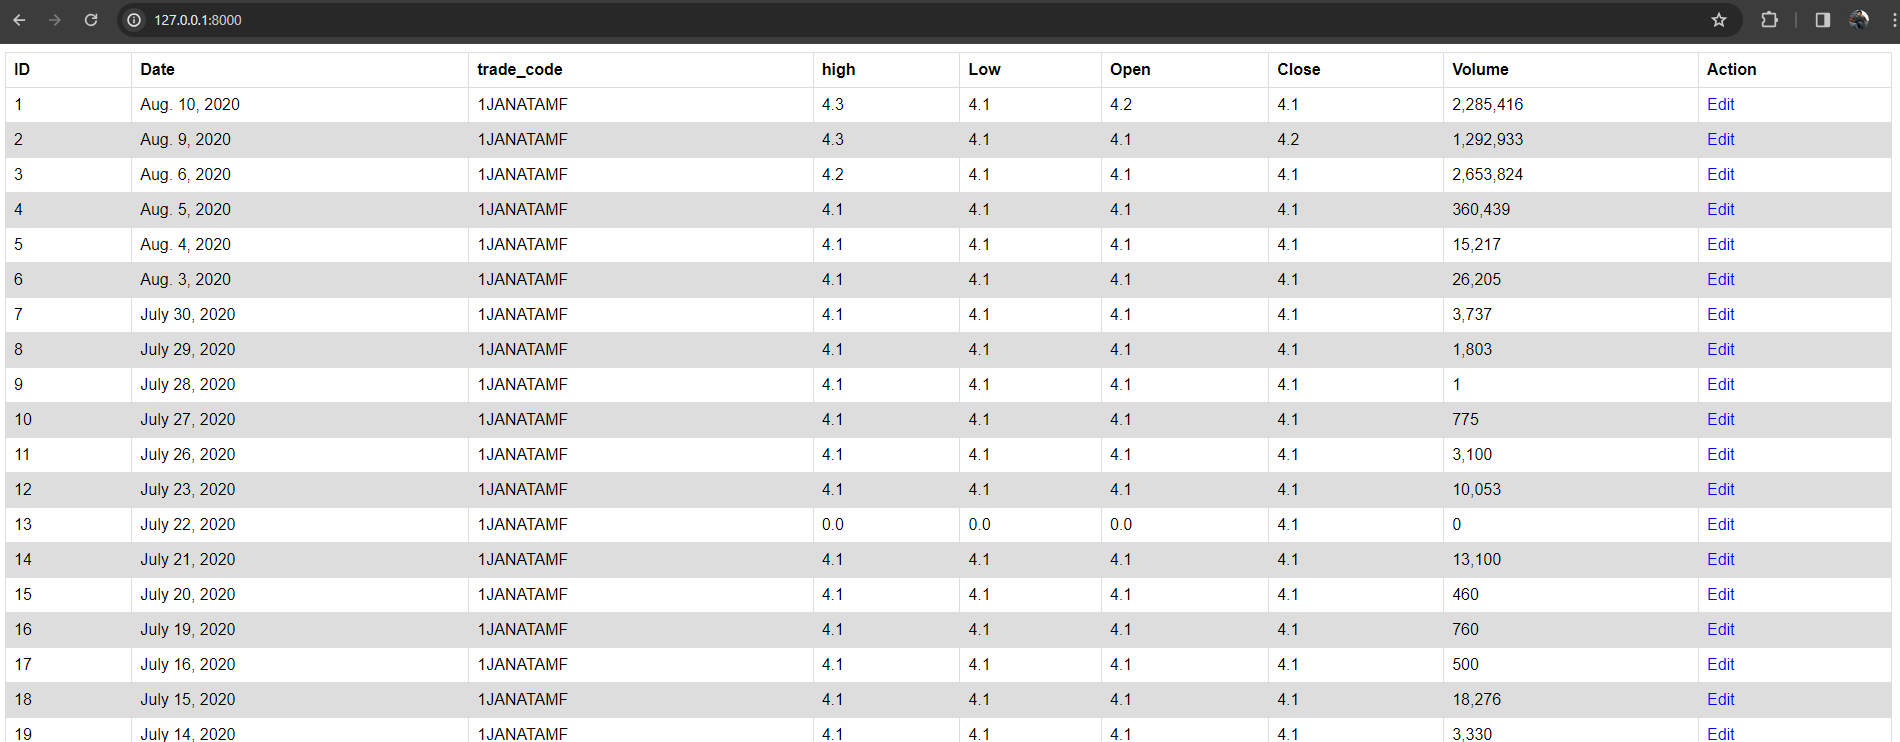 127.0.0.1:8000
ID Date trade_code high Low Open Close Volume Action
1 Aug. 10, 2020 1JANATAMF 4.3 4.1 4.2 4.1 2,285,416 Edit
2 Aug. 9, 2020 1JANATAMF 4.3 4.1 4.1 4.2 1,292,933 Edit
3 Aug. 6, 2020 1JANATAMF 4.2 4.1 4.1 4.1 2,653,824 Edit
4 Aug. 5, 2020 1JANATAMF 4.1 4.1 4.1 4.1 360,439 Edit
5 Aug. 4, 2020 1JANATAMF 4.1 4.1 4.1 4.1 15,217 Edit
6 Aug. 3, 2020 1JANATAMF 4.1 4.1 4.1 4.1 26,205 Edit
7 July 30, 2020 1JANATAMF 4.1 4.1 4.1 4.1 3,737 Edit
8 July 29, 2020 1JANATAMF 4.1 4.1 4.1 4.1 1,803 Edit
9 July 28, 2020 1JANATAMF 4.1 4.1 4.1 4.1 1 Edit
10 July 27, 2020 1JANATAMF 4.1 4.1 4.1 4.1 775 Edit
11 July 26, 2020 1JANATAMF 4.1 4.1 4.1 4.1 3,100 Edit
12 July 23, 2020 1JANATAMF 4.1 4.1 4.1 4.1 10,053 Edit
13 July 22, 2020 1JANATAMF 0.0 0.0 0.0 4.1 0 Edit
14 July 21, 2020 1JANATAMF 4.1 4.1 4.1 4.1 13,100 Edit
15 July 20, 2020 1JANATAMF 4.1 4.1 4.1 4.1 460 Edit
16 July 19, 2020 1JANATAMF 4.1 4.1 4.1 4.1 760 Edit
17 July 16, 2020 1JANATAMF 4.1 4.1 4.1 4.1 500 Edit
18 July 15, 2020 1JANATAMF 4.1 4.1 4.1 4.1 18,276 Edit
19 July 14, 2020 1JANATAMF 4.1 4.1 4.1 4.1 3,330 Edit